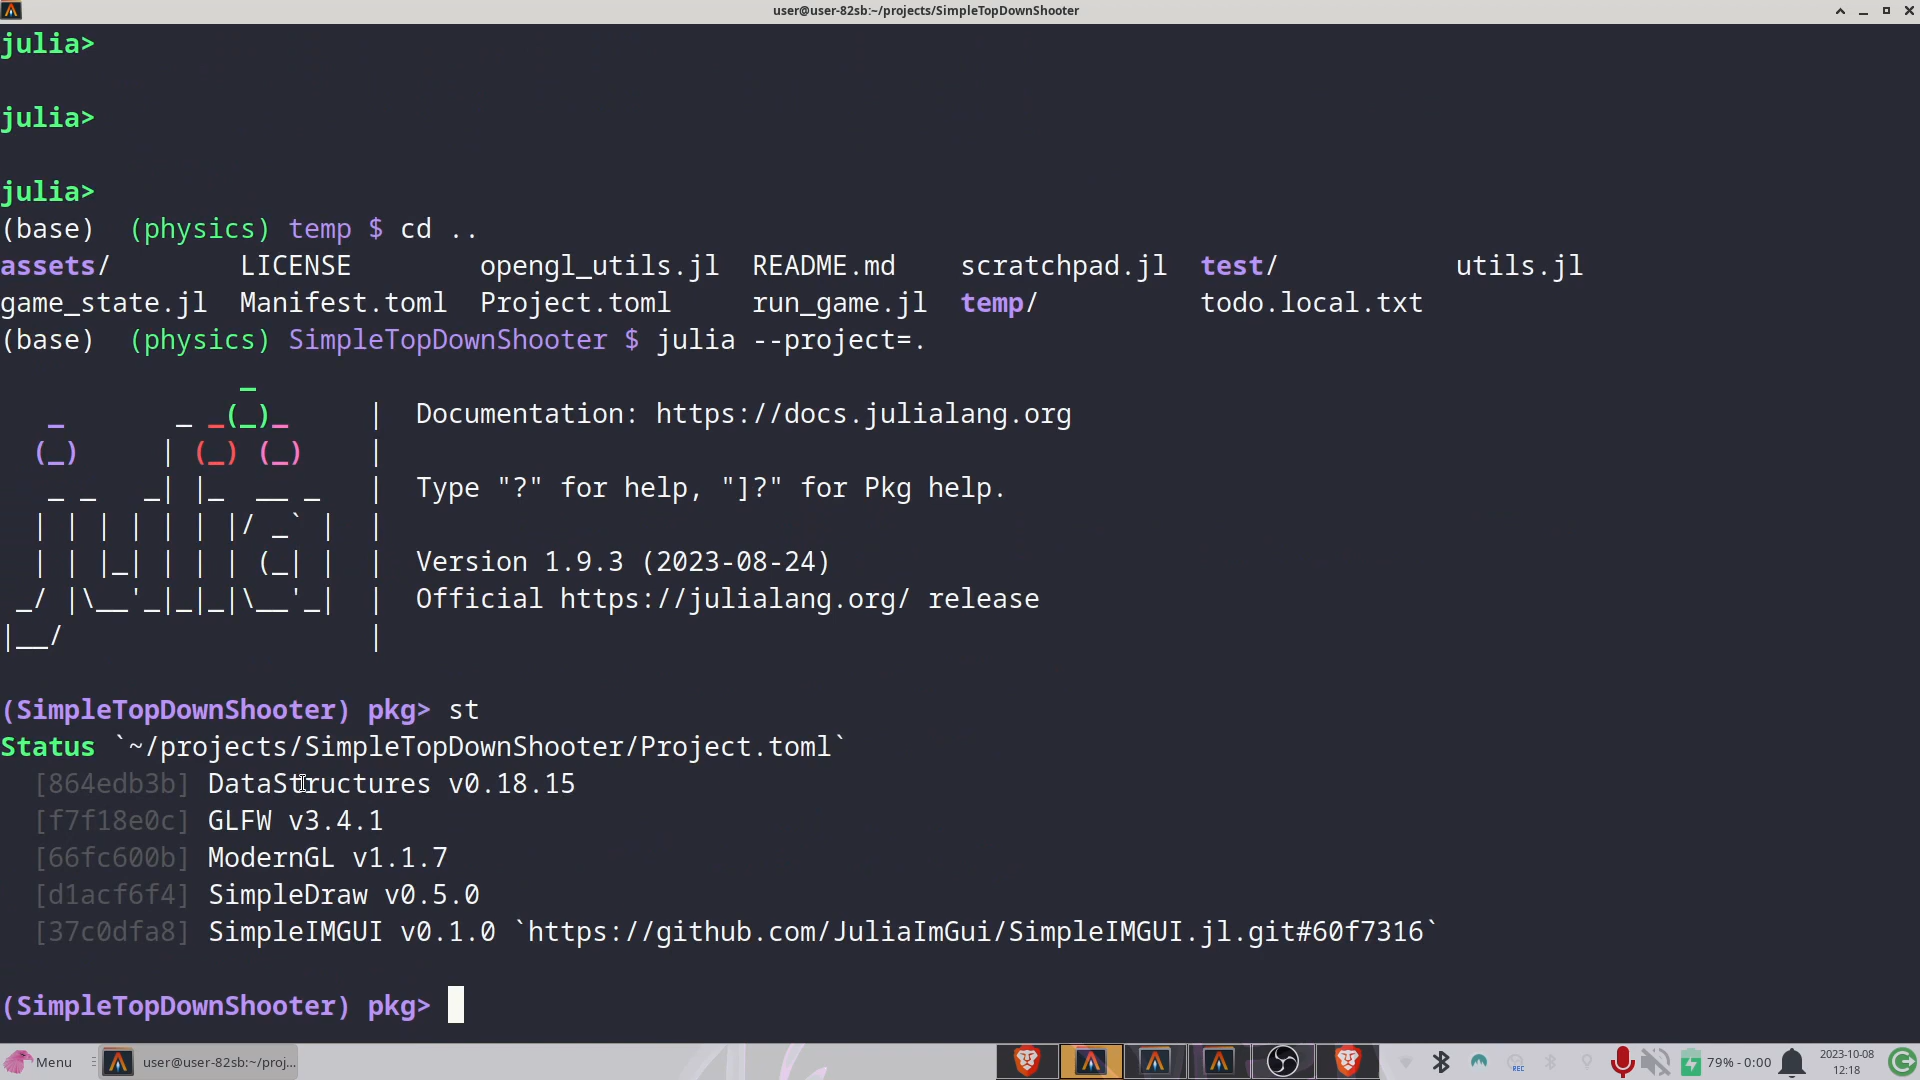 user@user-82sb:~/projects/SimpleTopDownShooter
julia>
julia>
julia>
(base)  (physics) temp $ cd ..
assets/        LICENSE        opengl_utils.jl  README.md    scratchpad.jl  test/           utils.jl
game_state.jl  Manifest.toml  Project.toml     run_game.jl  temp/          todo.local.txt
(base)  (physics) SimpleTopDownShooter $ julia --project=.
               _
   _       _ _(_)_     |  Documentation: https://docs.julialang.org
  (_)     | (_) (_)    |
   _ _   _| |_  __ _   |  Type "?" for help, "]?" for Pkg help.
  | | | | | | |/ _` |  |
  | | |_| | | | (_| |  |  Version 1.9.3 (2023-08-24)
 _/ |\__'_|_|_|\__'_|  |  Official https://julialang.org/ release
|__/                   |
(SimpleTopDownShooter) pkg> st
Status `~/projects/SimpleTopDownShooter/Project.toml`
  [864edb3b] DataStructures v0.18.15
  [f7f18e0c] GLFW v3.4.1
  [66fc600b] ModernGL v1.1.7
  [d1acf6f4] SimpleDraw v0.5.0
  [37c0dfa8] SimpleIMGUI v0.1.0 `https://github.com/JuliaImGui/SimpleIMGUI.jl.git#60f7316`
(SimpleTopDownShooter) pkg>
Menu user@user-82sb:~/proj... REC 79% - 0:00 2023-10-08
12:18